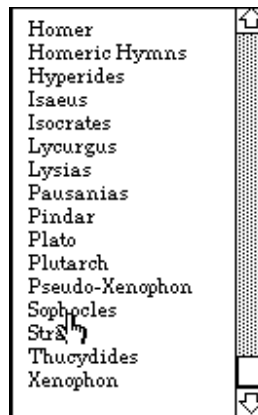 Homer
Homeric Hymns
Hyperides
Isaeus
Isocrates
Lycurgus
Lysias
Pausanias
Pindar
Plato
Plutarch
Pseudo-Xenophon
Sophocles
Thucydides
Xenophon